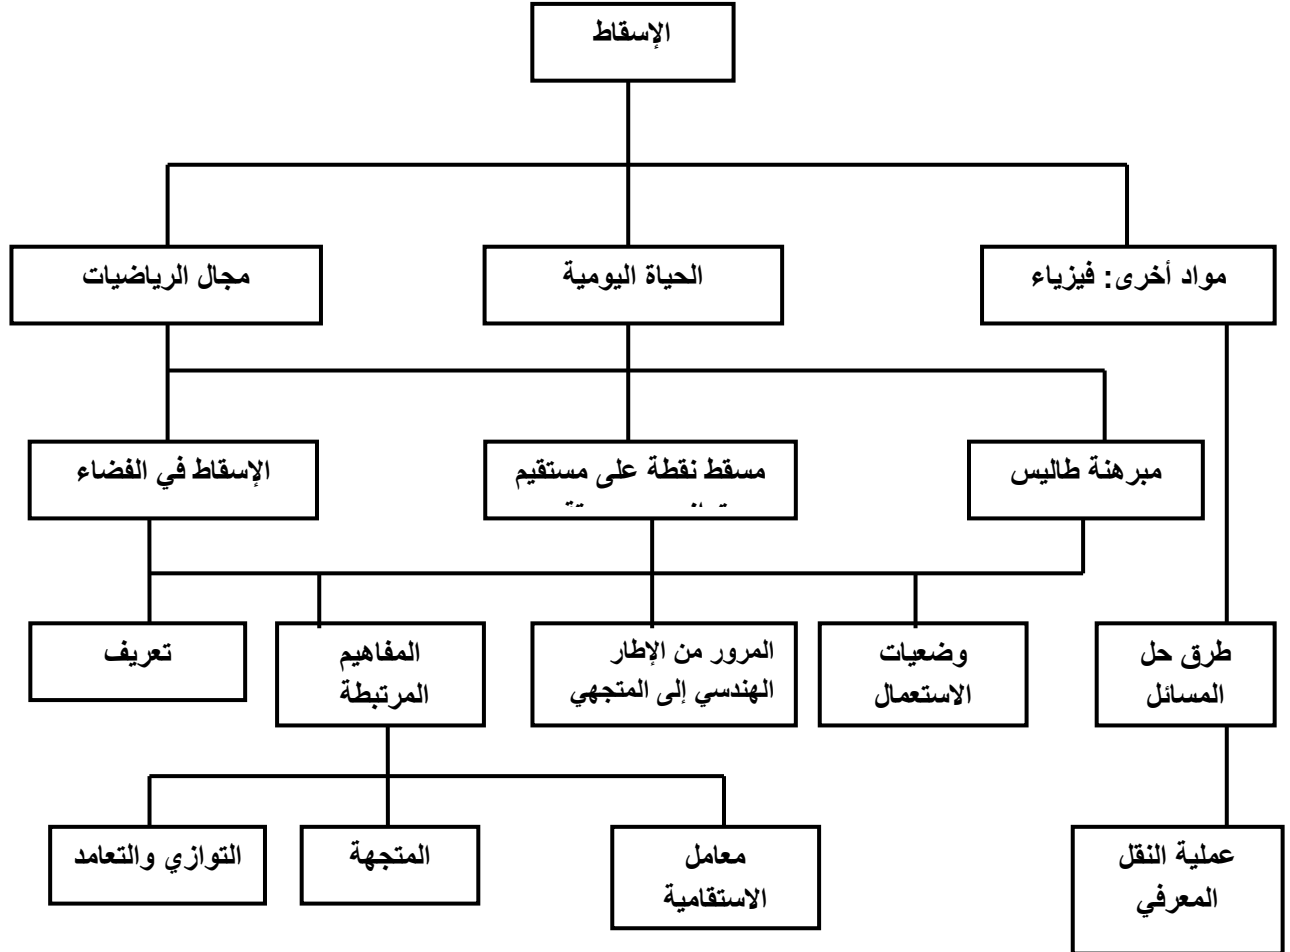 الإسقاط
مواد أخرى: فيزياء
الحياة اليومية
مجال الرياضيات
مبرهنة طاليس
مسقط نقطة على مستقيم
الإسقاط في الفضاء
طرق حل
المسائل
وضعيات
الاستعمال
المرور من الإطار
الهندسي إلى المتجهي
المفاهيم
المرتبطة
تعريف
عملية النقل
المعرفي
معامل
الاستقامية
المتجهة
التوازي والتعامد